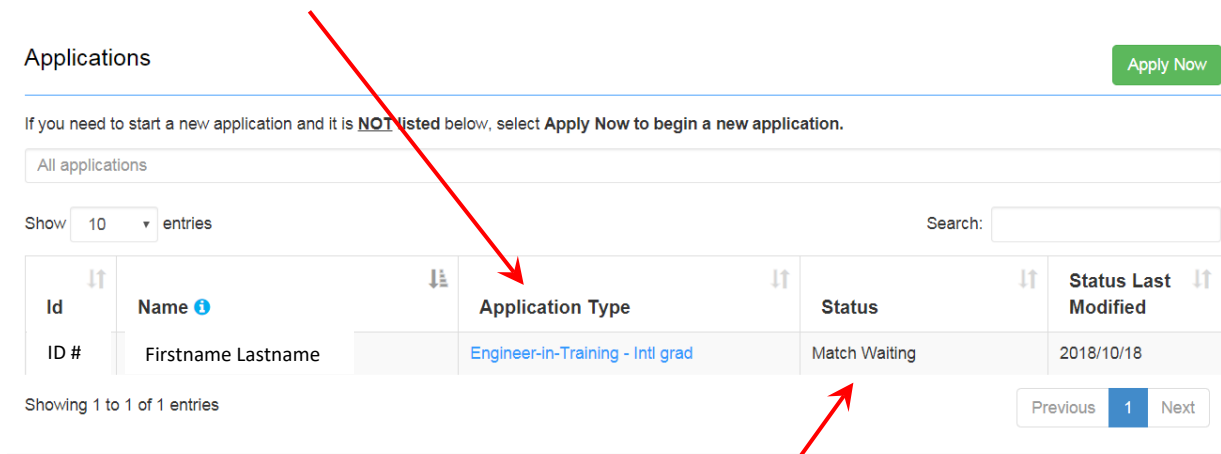 Applications
Apply Now
If you need to start a new application and it is NOT listed below, select Apply Now to begin a new application.
All applications
Show 10 entries
Search:
Id Name Application Type Status Status Last Modified
ID # Firstname Lastname Engineer-in-Training - Intl grad Match Waiting 2018/10/18
Showing 1 to 1 of 1 entries
Previous 1 Next